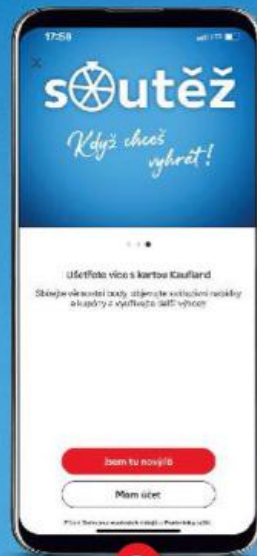 17:58
soutěž
Když chceš
vyhrát!
Ušetřete více s kartou Kaufland
Sbírejte věrnostní body, objevujte exkluzivní nabídky
a kupóny a využívejte další výhody
Jsem tu nový/á
Mám účet